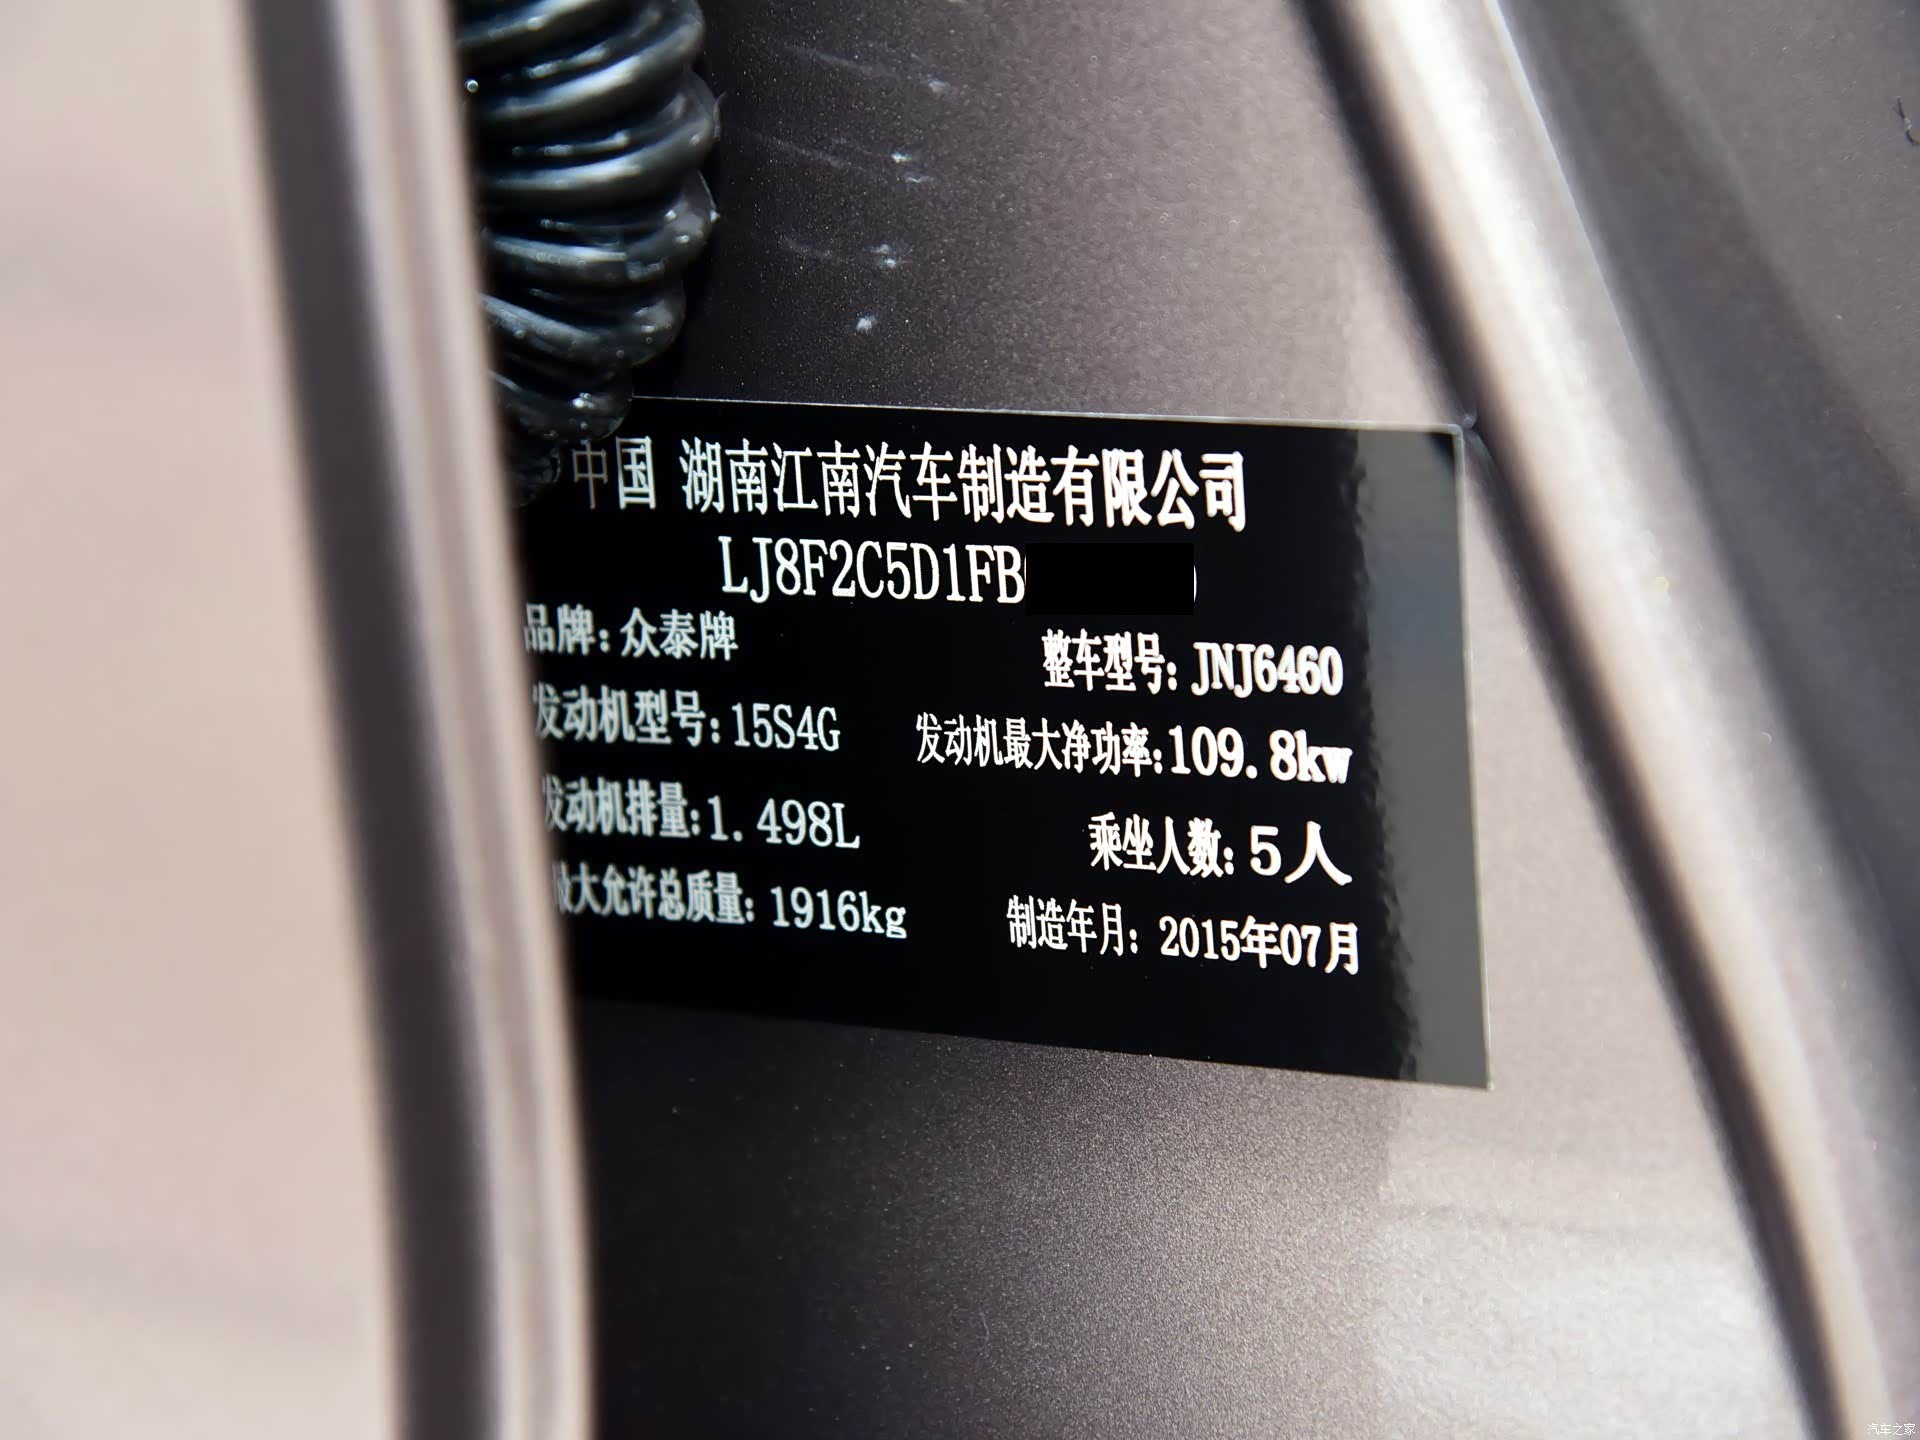 中国 湖南江南汽车制造有限公司
LJ8F2C5D1FB
品牌:众泰牌 整车型号:JNJ6460
发动机型号:15S4G 发动机最大净功率:109.8kw
发动机排量:1.498L 乘坐人数:5人
最大允许总质量:1916kg 制造年月:2015年07月
汽车之家